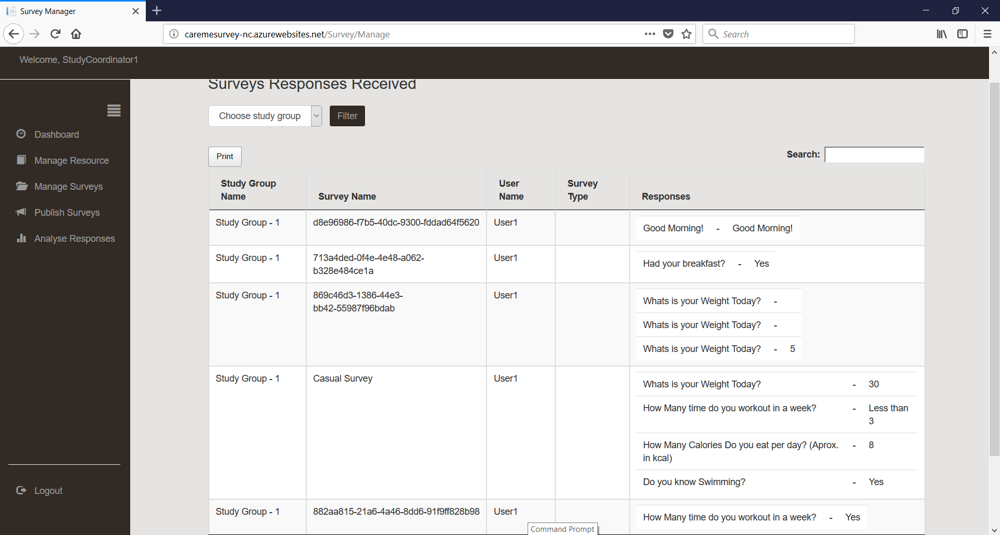 Survey Manager
caremesurvey-nc.azurewebsites.net/Survey/Manage
Search
Welcome, StudyCoordinator1
Surveys Responses Received
Choose study group
Filter
Dashboard
Manage Resource
Manage Surveys
Publish Surveys
Analyse Responses
Logout
Print
Search:
Study Group
Name
Survey Name
User
Name
Survey
Type
Responses
Study Group - 1
d8e96986-f7b5-40dc-9300-fddad64f5620
User1
Good Morning! - Good Morning!
Study Group - 1
713a4ded-0f4e-4e48-a062-
b328e484ce1a
User1
Had your breakfast? - Yes
Study Group - 1
869c46d3-1386-44e3-
bb42-55987f96bdab
User1
Whats is your Weight Today? -
Whats is your Weight Today? -
Whats is your Weight Today? - 5
Study Group - 1
Casual Survey
User1
Whats is your Weight Today? - 30
How Many time do you workout in a week? - Less than
3
How Many Calories Do you eat per day? (Aprox. - 8
in kcal)
Do you know Swimming? - Yes
Study Group - 1
882aa815-21a6-4a46-8dd6-91f9ff828b98
User1
How Many time do you workout in a week? - Yes
Command Prompt